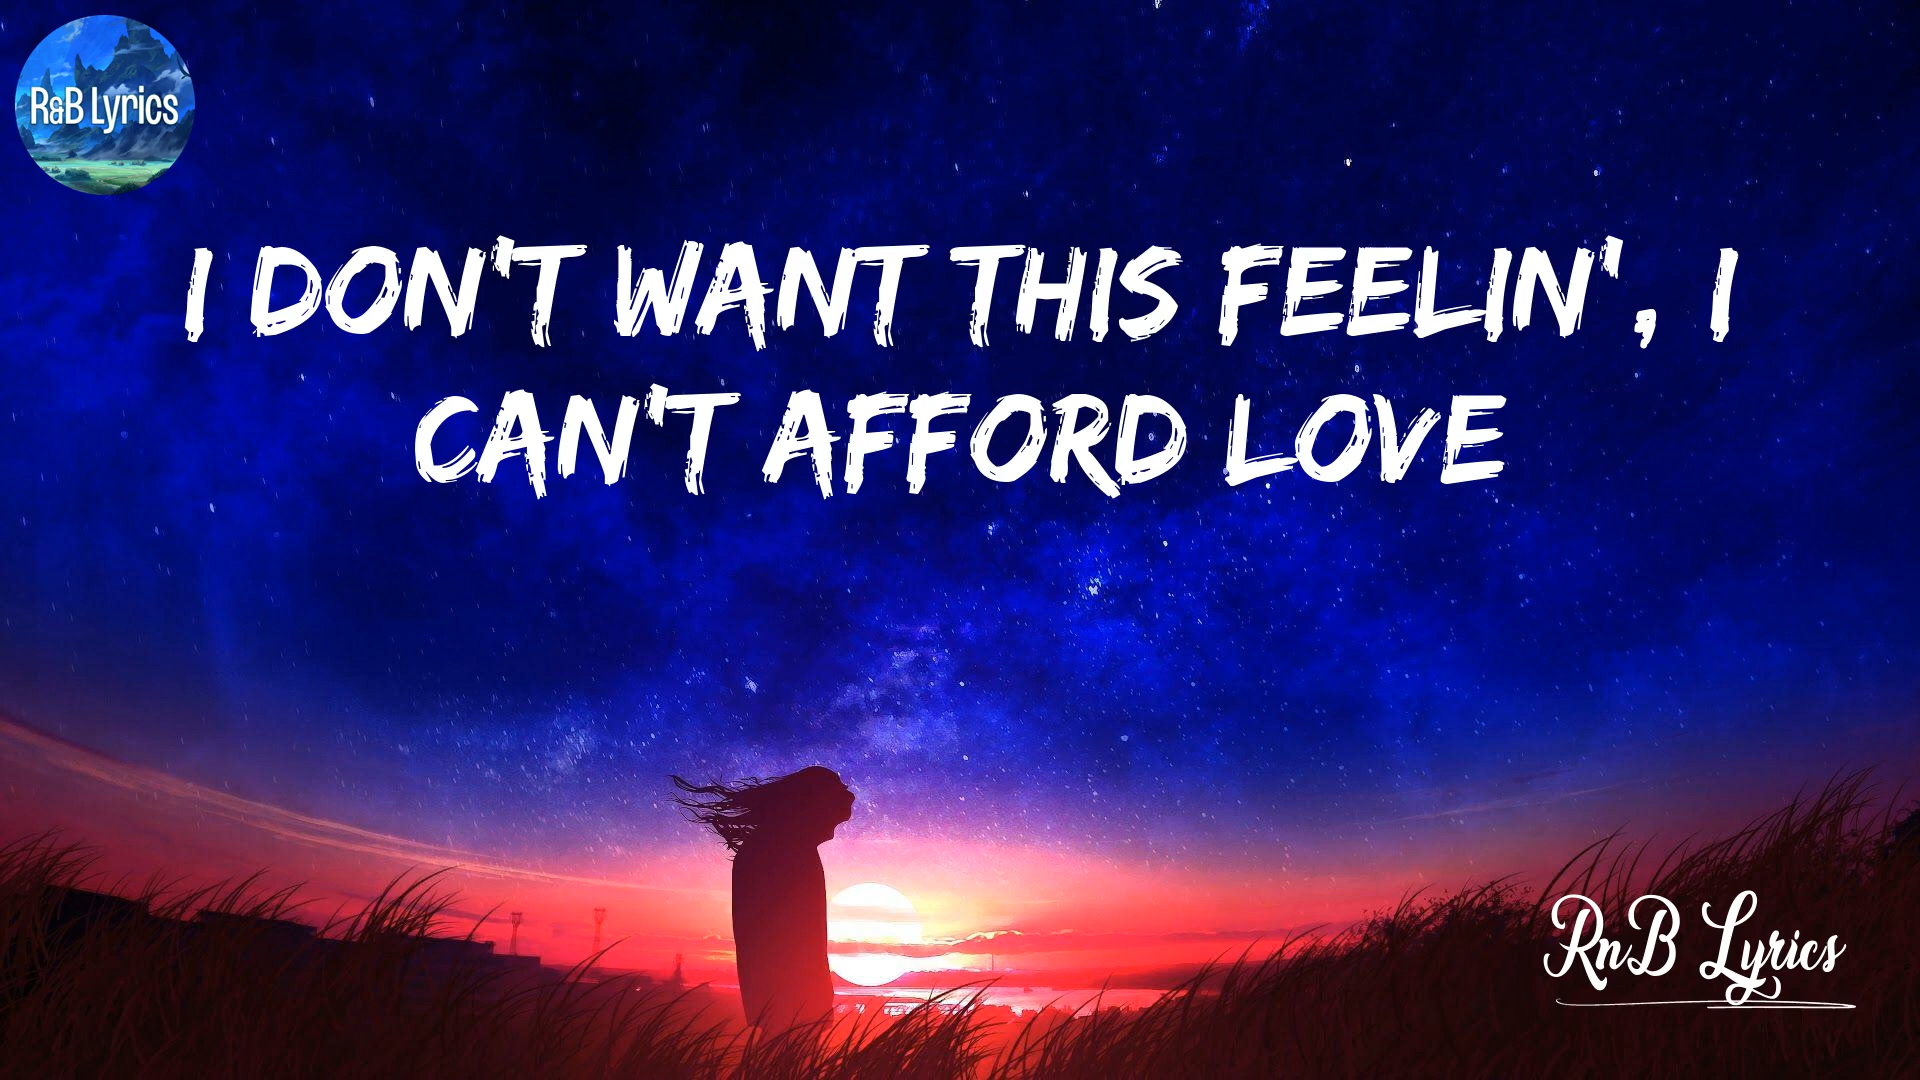 R&B Lyrics
I DON'T WANT THIS FEELIN', I
CAN'T AFFORD LOVE
RnB Lyrics